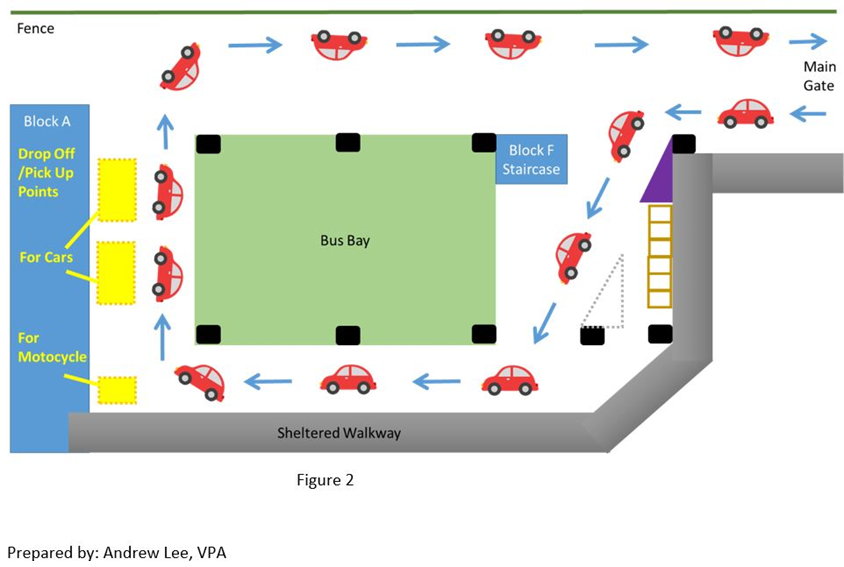 Fence
Main
Gate
Block A
Drop Off
/Pick Up
Points
Block F
Staircase
Bus Bay
For Cars
For
Motocycle
Sheltered Walkway
Figure 2
Prepared by: Andrew Lee, VPA